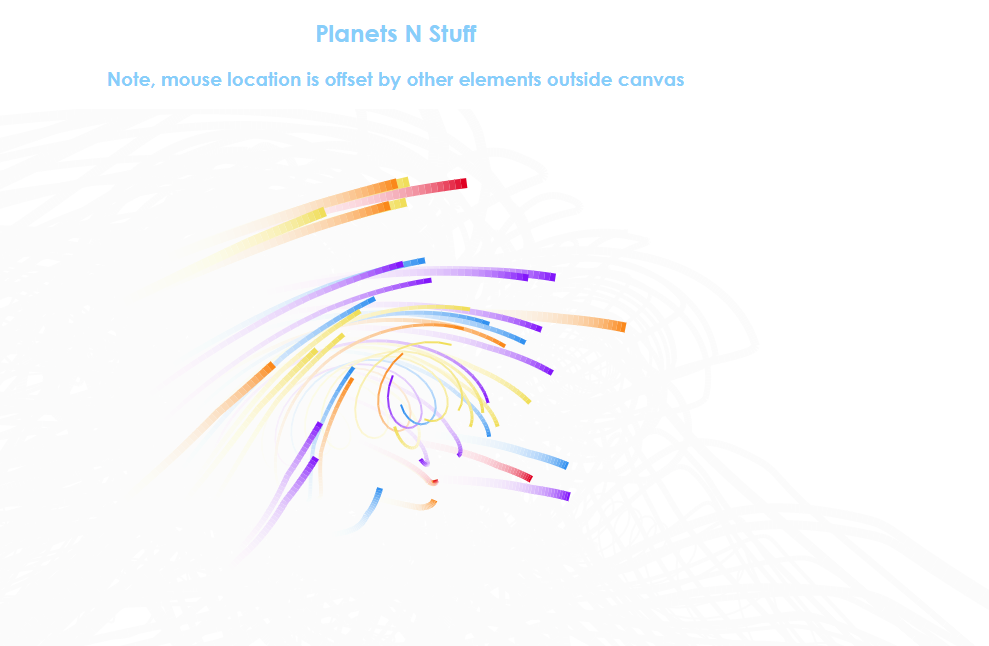 Planets N Stuff
Note, mouse location is offset by other elements outside canvas